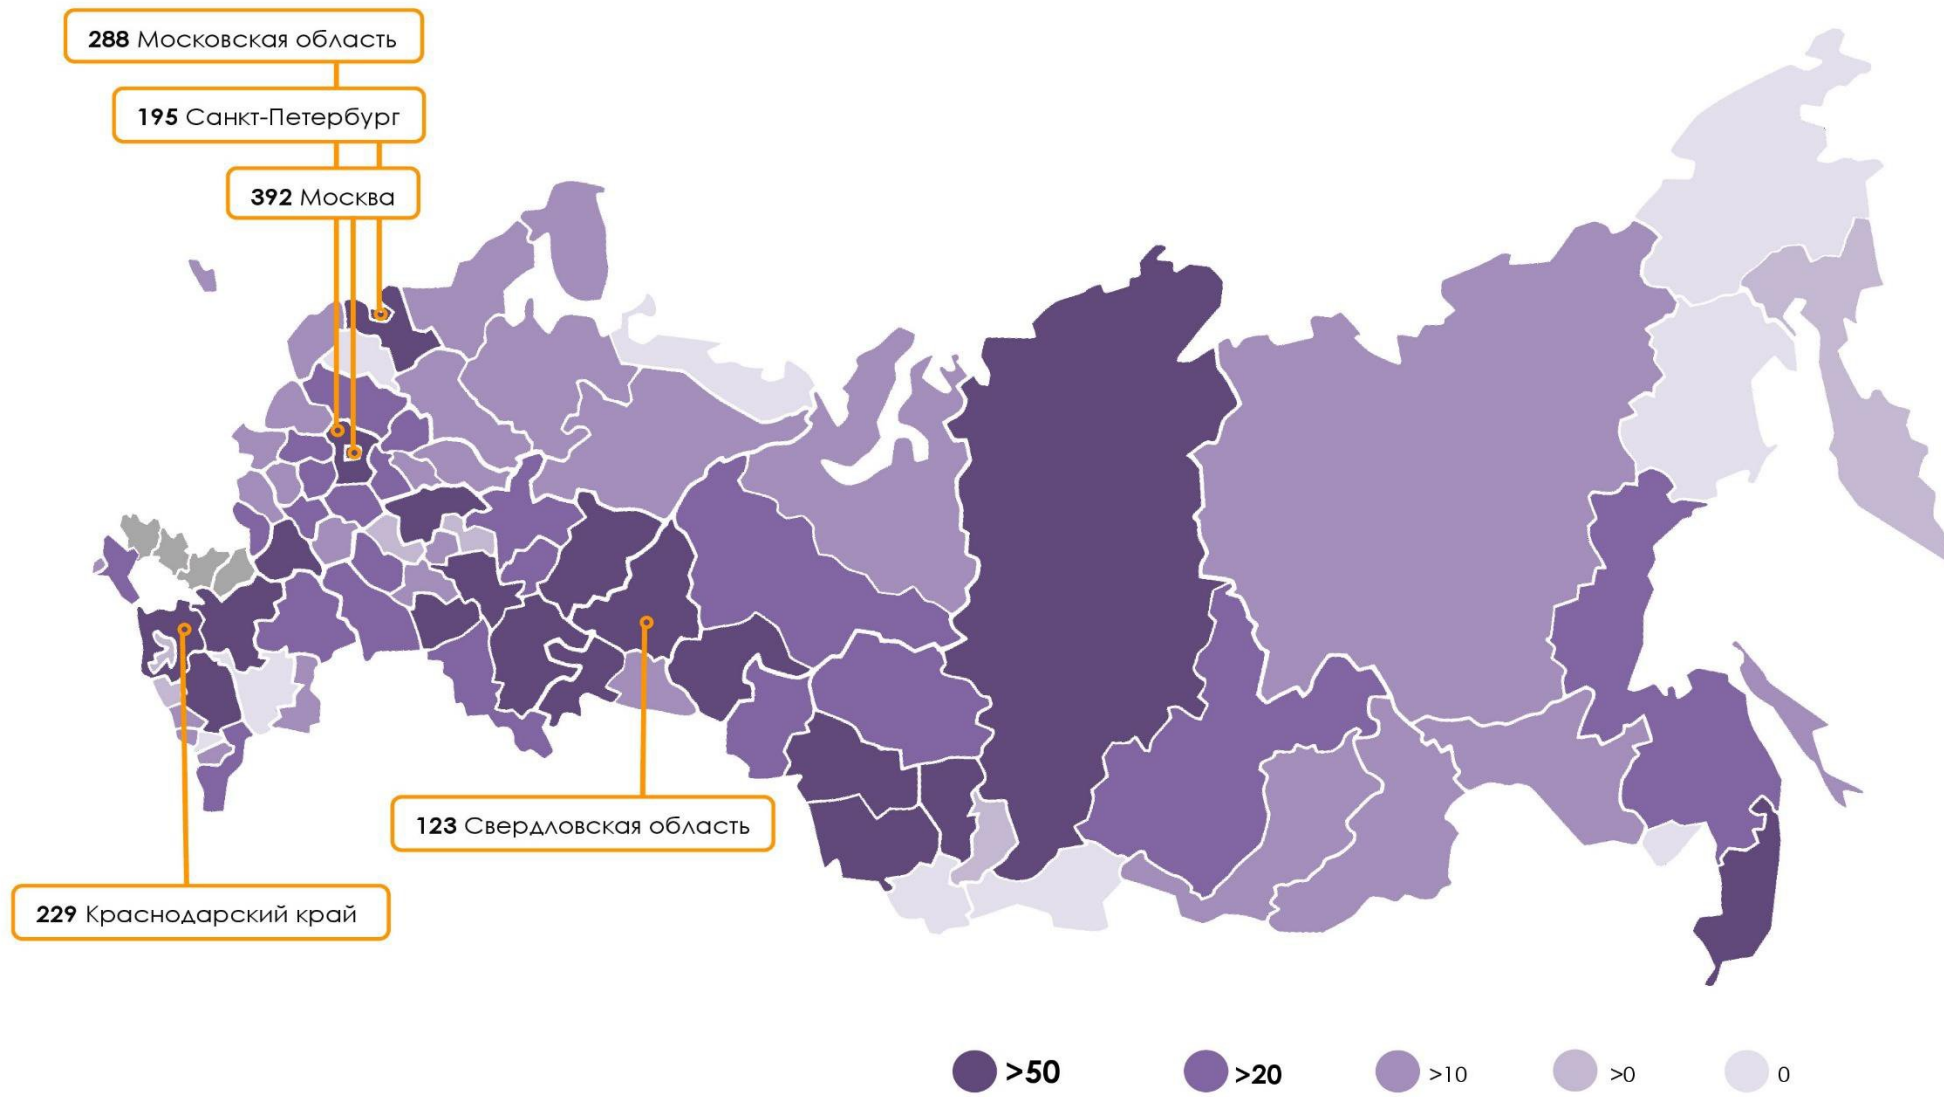 288 Московская область
195 Санкт-Петербург
392 Москва
123 Свердловская область
229 Краснодарский край
>50
>20
>10
>0
0